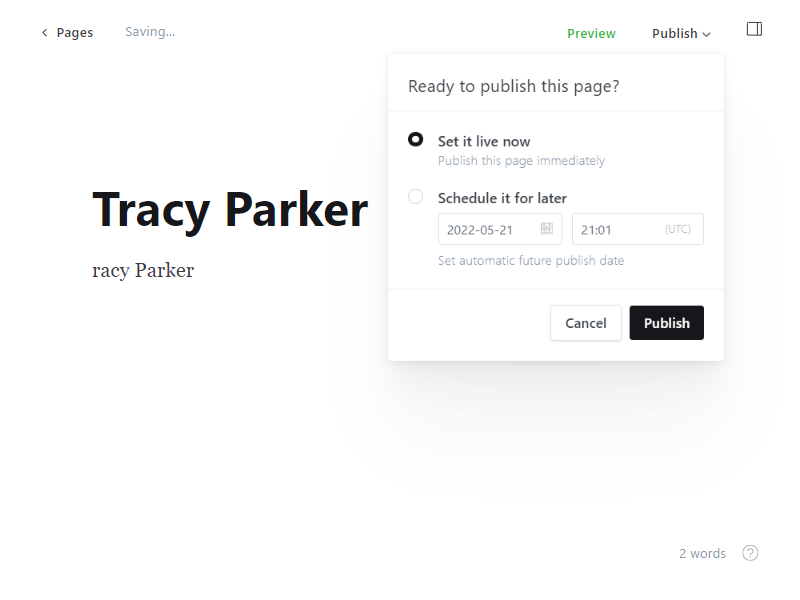 Pages Saving... Preview Publish
Ready to publish this page?
Set it live now
Publish this page immediately
Schedule it for later
2022-05-21 21:01 (UTC)
Set automatic future publish date
Cancel Publish
Tracy Parker
racy Parker
2 words ?